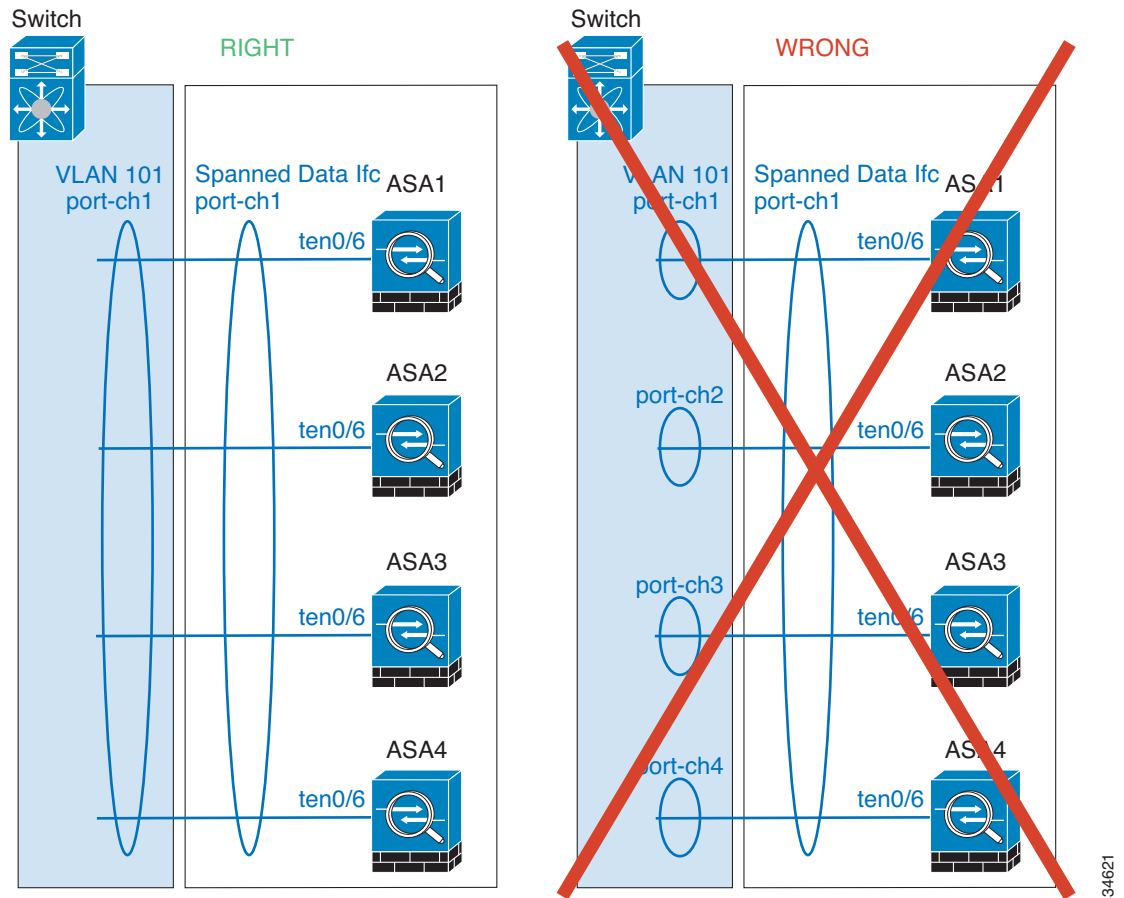 Switch
RIGHT
VLAN 101
port-ch1
Spanned Data Ifc
port-ch1
ASA1
ten0/6
ASA2
ten0/6
ASA3
ten0/6
ASA4
ten0/6
Switch
WRONG
VLAN 101
port-ch1
Spanned Data Ifc
port-ch1
ASA1
ten0/6
port-ch2
ASA2
ten0/6
port-ch3
ASA3
ten0/6
port-ch4
ASA4
ten0/6
34621